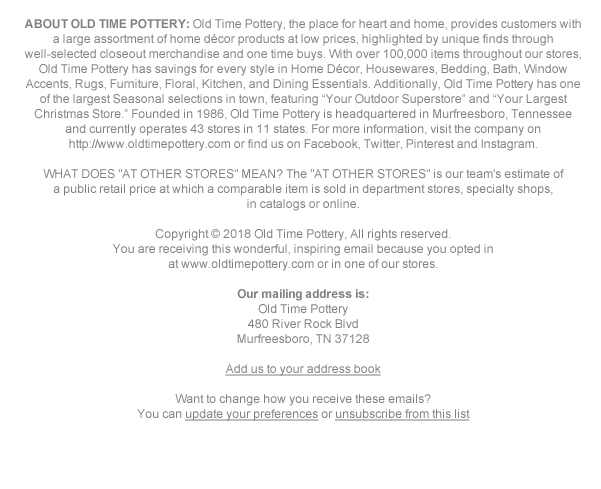 ABOUT OLD TIME POTTERY: Old Time Pottery, the place for heart and home, provides customers with
a large assortment of home décor products at low prices, highlighted by unique finds through
well-selected closeout merchandise and one time buys. With over 100,000 items throughout our stores,
Old Time Pottery has savings for every style in Home Décor, Housewares, Bedding, Bath, Window
Accents, Rugs, Furniture, Floral, Kitchen, and Dining Essentials. Additionally, Old Time Pottery has one
of the largest Seasonal selections in town, featuring “Your Outdoor Superstore” and “Your Largest
Christmas Store.” Founded in 1986, Old Time Pottery is headquartered in Murfreesboro, Tennessee
and currently operates 43 stores in 11 states. For more information, visit the company on
http://www.oldtimepottery.com or find us on Facebook, Twitter, Pinterest and Instagram.
WHAT DOES "AT OTHER STORES" MEAN? The "AT OTHER STORES" is our team's estimate of
a public retail price at which a comparable item is sold in department stores, specialty shops,
in catalogs or online.
Copyright © 2018 Old Time Pottery, All rights reserved.
You are receiving this wonderful, inspiring email because you opted in
at www.oldtimepottery.com or in one of our stores.
Our mailing address is:
Old Time Pottery
480 River Rock Blvd
Murfreesboro, TN 37128
Add us to your address book
Want to change how you receive these emails?
You can update your preferences or unsubscribe from this list